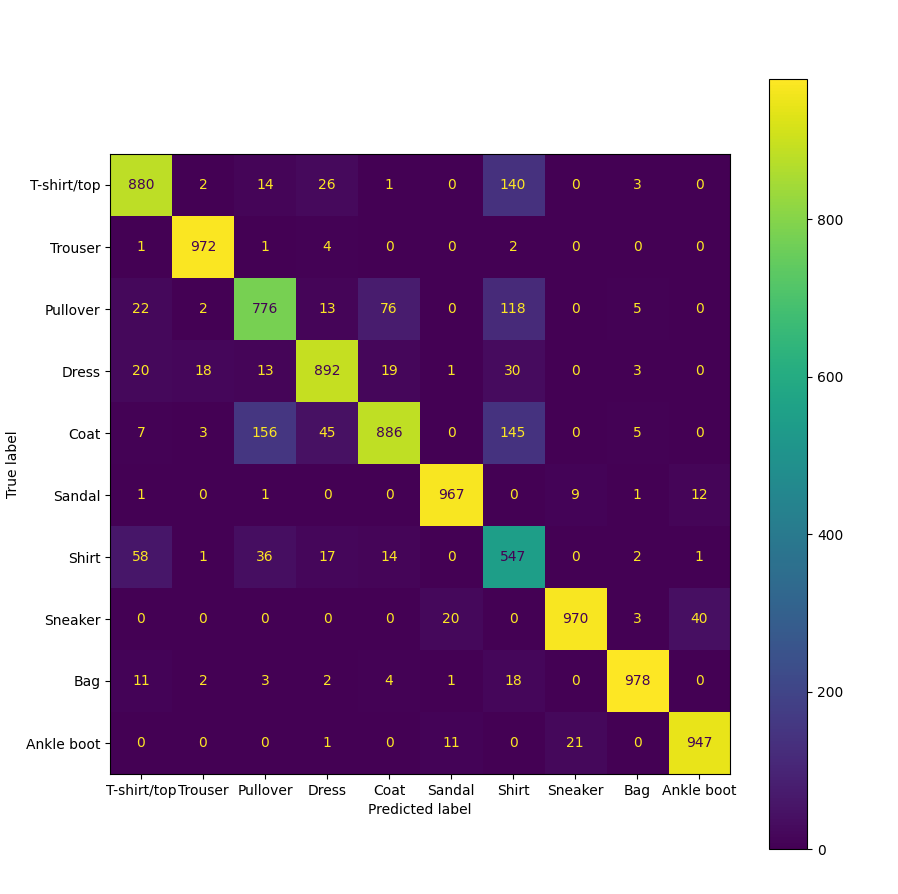 T-shirt/top 880 2 14 26 1 0 140 0 3 0
Trouser 1 972 1 4 0 0 2 0 0 0
Pullover 22 2 776 13 76 0 118 0 5 0
Dress 20 18 13 892 19 1 30 0 3 0
Coat 7 3 156 45 886 0 145 0 5 0
Sandal 1 0 1 0 0 967 0 9 1 12
Shirt 58 1 36 17 14 0 547 0 2 1
Sneaker 0 0 0 0 0 20 0 970 3 40
Bag 11 2 3 2 4 1 18 0 978 0
Ankle boot 0 0 0 1 0 11 0 21 0 947
T-shirt/top Trouser Pullover Dress Coat Sandal Shirt Sneaker Bag Ankle boot
Predicted label
True label
800
600
400
200
0